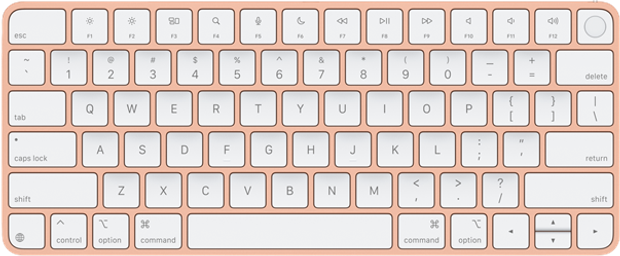 esc F1 F2 F3 F4 F5 F6 F7 F8 F9 F10 F11 F12
~ ! @ # $ % ^ & * ( ) _ +
` 1 2 3 4 5 6 7 8 9 0 - = delete
tab Q W E R T Y U I O P { [ } ] | \
caps lock A S D F G H J K L : ; " ' return
shift Z X C V B N M < , > . ? / shift
control option command command option